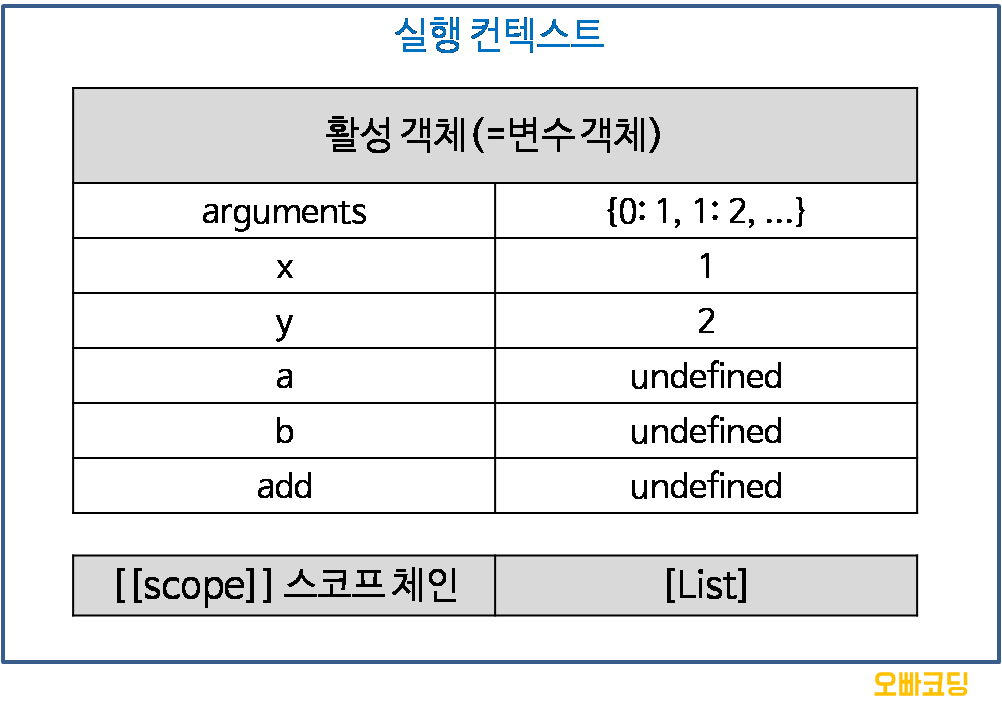 실행 컨텍스트
활성 객체(=변수 객체)
arguments {0: 1, 1: 2, ...}
x 1
y 2
a undefined
b undefined
add undefined
[[scope]] 스코프 체인 [List]
오빠코딩